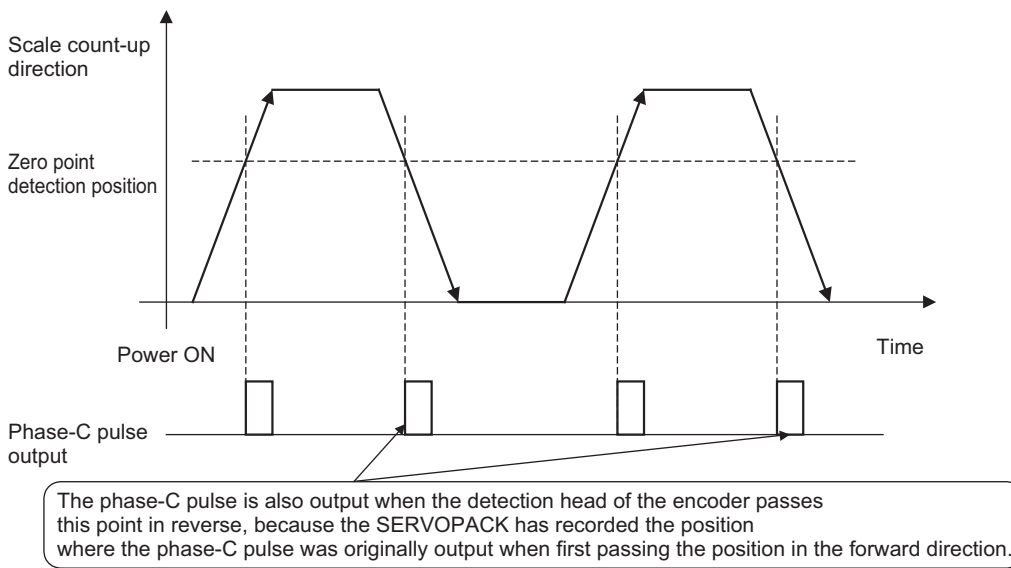 Scale count-up
direction
Zero point
detection position
Power ON
Time
Phase-C pulse
output
The phase-C pulse is also output when the detection head of the encoder passes
this point in reverse, because the SERVOPACK has recorded the position
where the phase-C pulse was originally output when first passing the position in the forward direction.